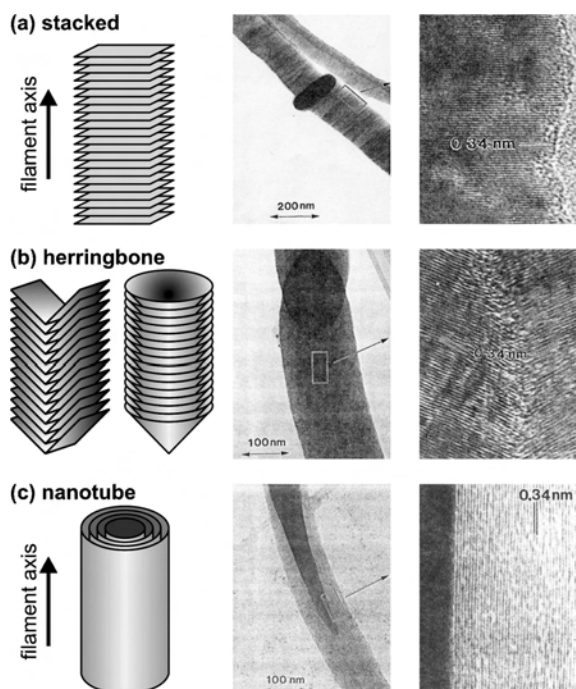 (a) stacked
filament axis
200 nm
0.34 nm
(b) herringbone
100 nm
0.34 nm
(c) nanotube
filament axis
100 nm
0.34nm